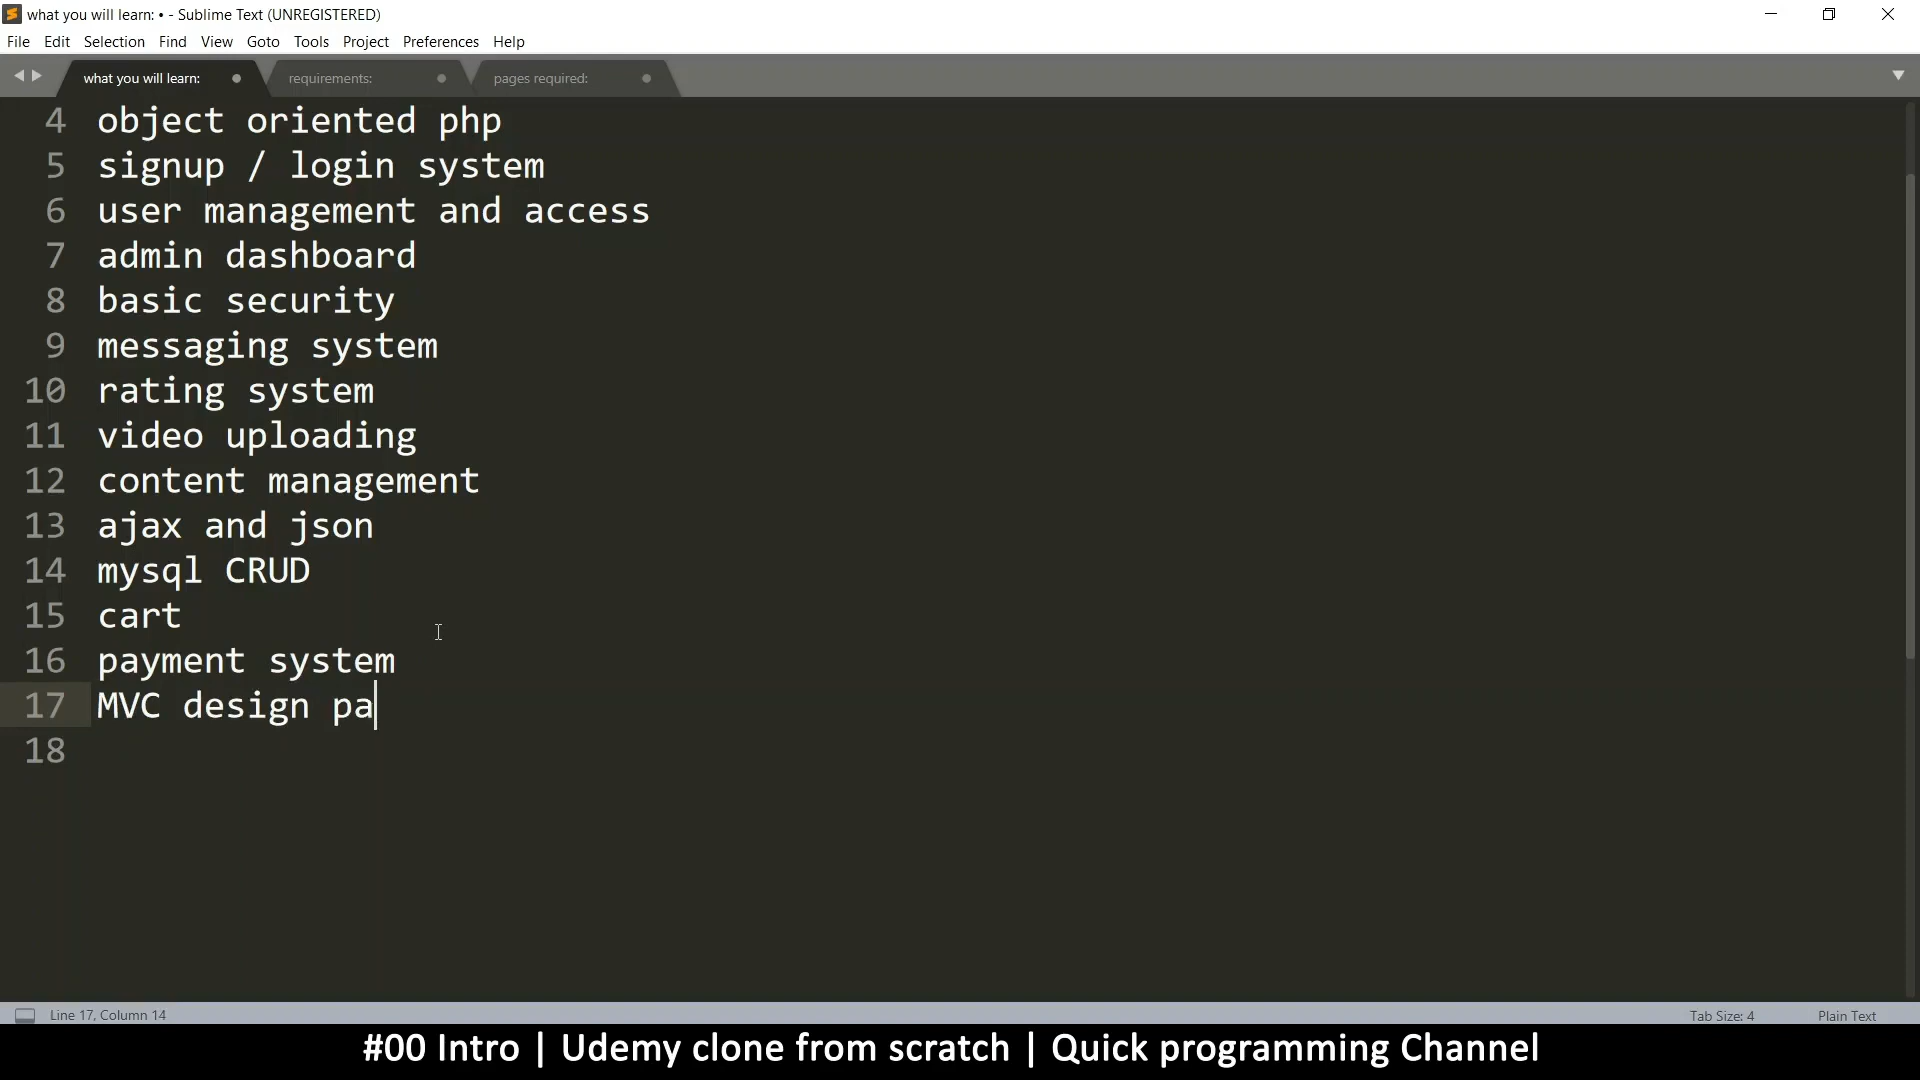 what you will learn: • - Sublime Text (UNREGISTERED)
File Edit Selection Find View Goto Tools Project Preferences Help
what you will learn: requirements: pages required:
4 object oriented php
5 signup / login system
6 user management and access
7 admin dashboard
8 basic security
9 messaging system
10 rating system
11 video uploading
12 content management
13 ajax and json
14 mysql CRUD
15 cart
16 payment system
17 MVC design pa
18
Line 17, Column 14 Tab Size: 4 Plain Text
#00 Intro | Udemy clone from scratch | Quick programming Channel